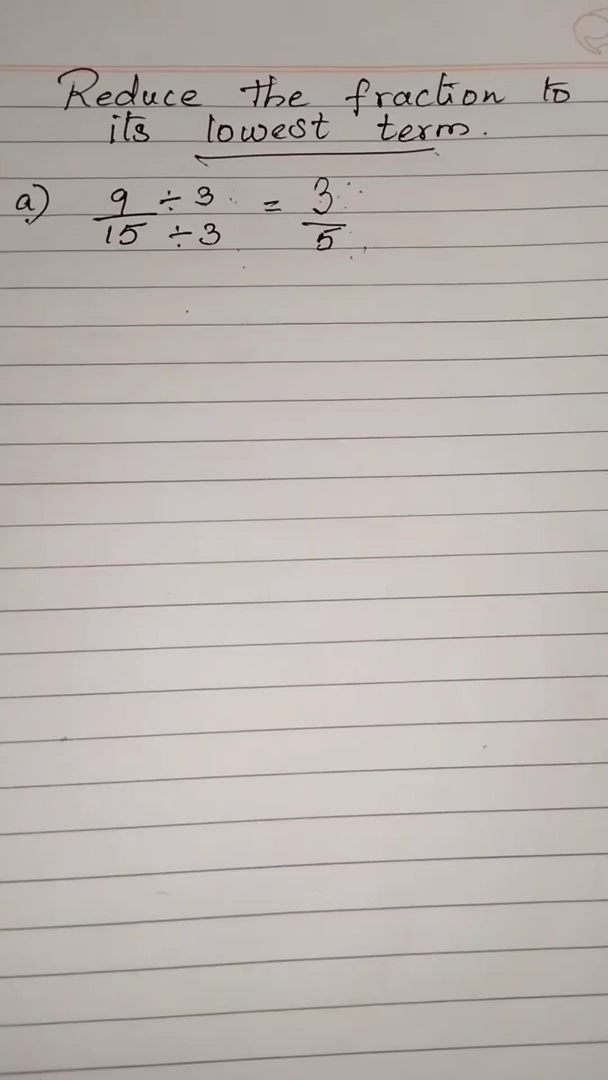 Reduce the fraction to
its lowest term.
a) 9 ÷ 3 = 3
15 ÷ 3 5